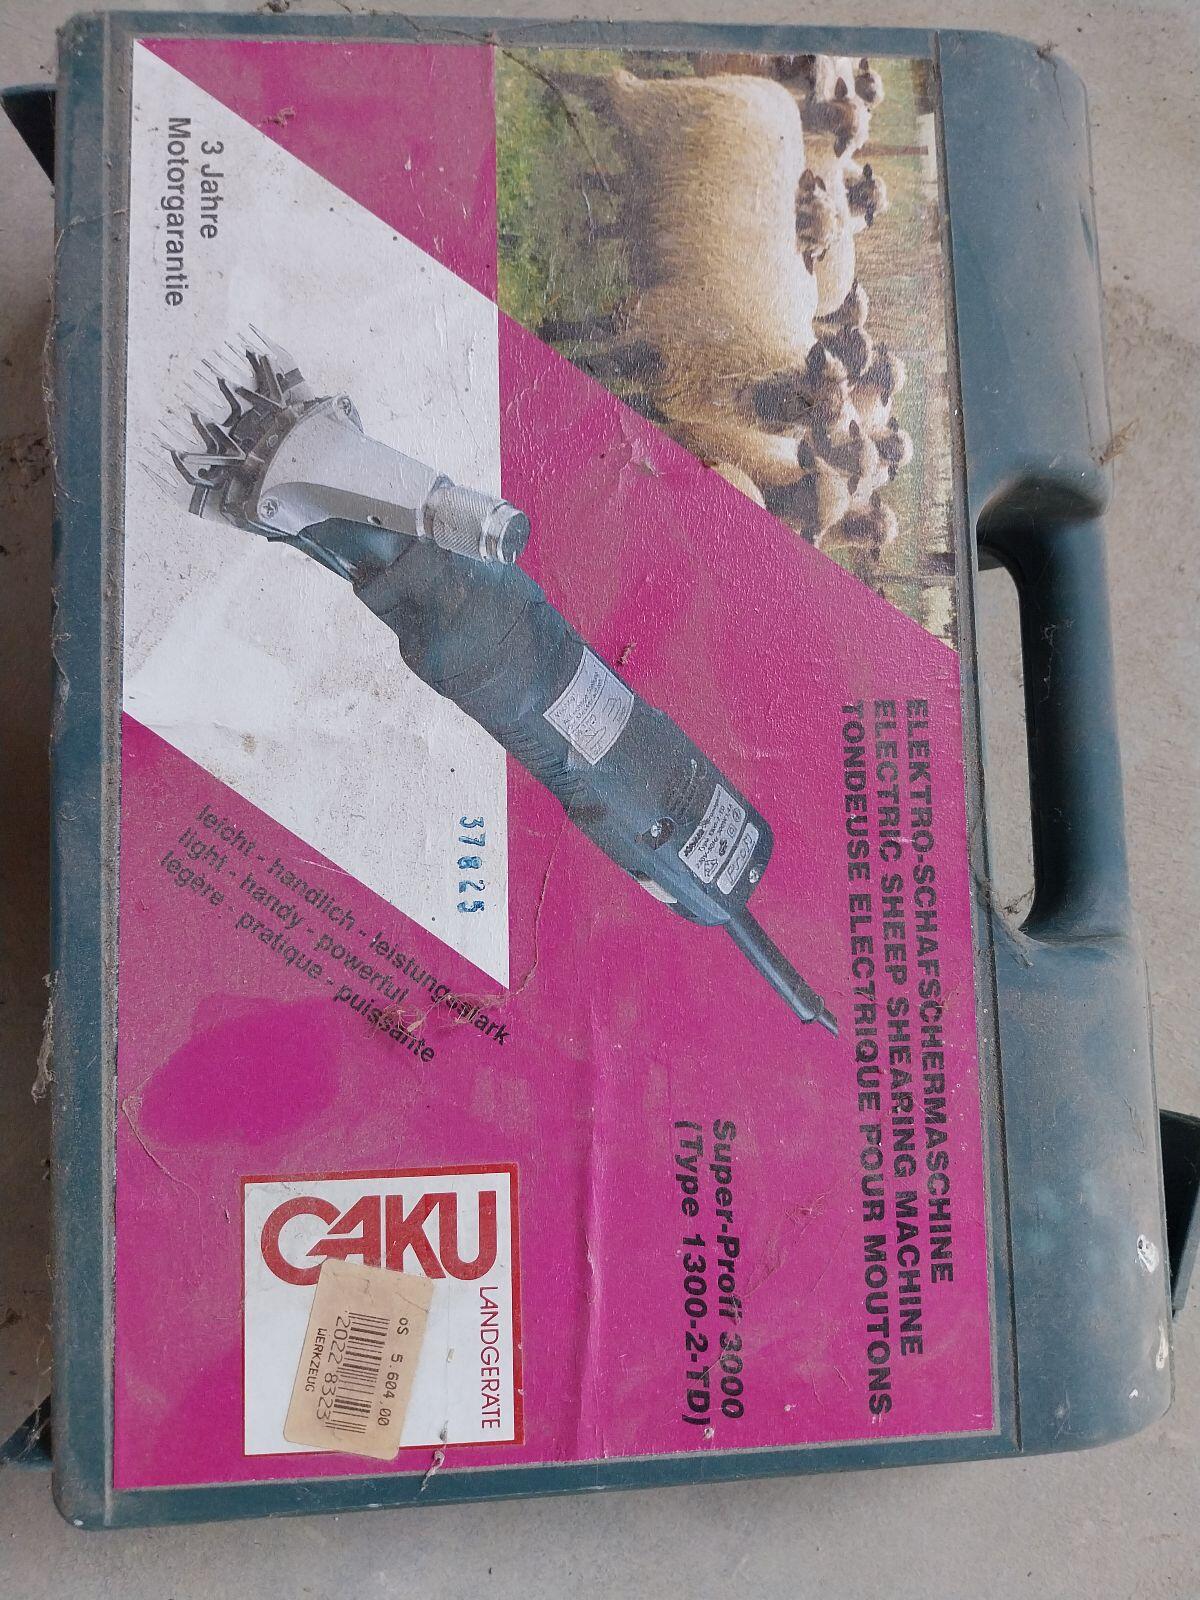 ELEKTRO-SCHAFSCHERMASCHINE
ELECTRIC SHEEP SHEARING MACHINE
TONDEUSE ELECTRIQUE POUR MOUTONS
Super-Profi 3000
(Type 1300-2-TD)
3 Jahre
Motorgarantie
37825
leicht - handlich - leistungsstark
light - handy - powerful
légère - pratique - puissante
GAKU
LANDGERÄTE
öS 5 604,00
2022 8323
WERKZEUG